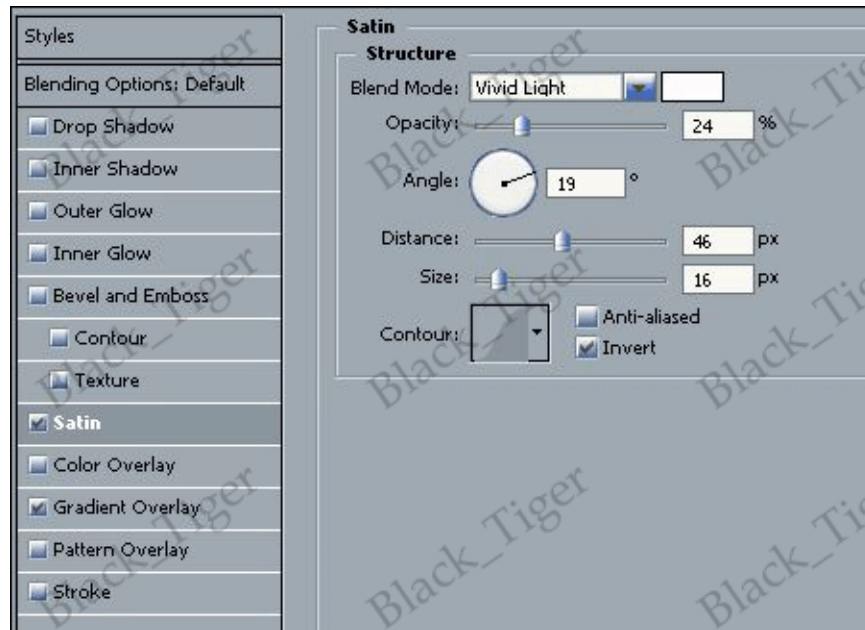 Styles
Blending Options: Default
Drop Shadow
Inner Shadow
Outer Glow
Inner Glow
Bevel and Emboss
Contour
Texture
Satin
Color Overlay
Gradient Overlay
Pattern Overlay
Stroke
Satin
Structure
Blend Mode: Vivid Light
Opacity: 24 %
Angle: 19 °
Distance: 46 px
Size: 16 px
Contour:
Anti-aliased
Invert
Black_Tiger
Black_Tiger
Black_Tiger
Black_Tiger
Black_Tiger
Black_Tiger
Black_Tiger
Black_Tiger
Black_Tiger